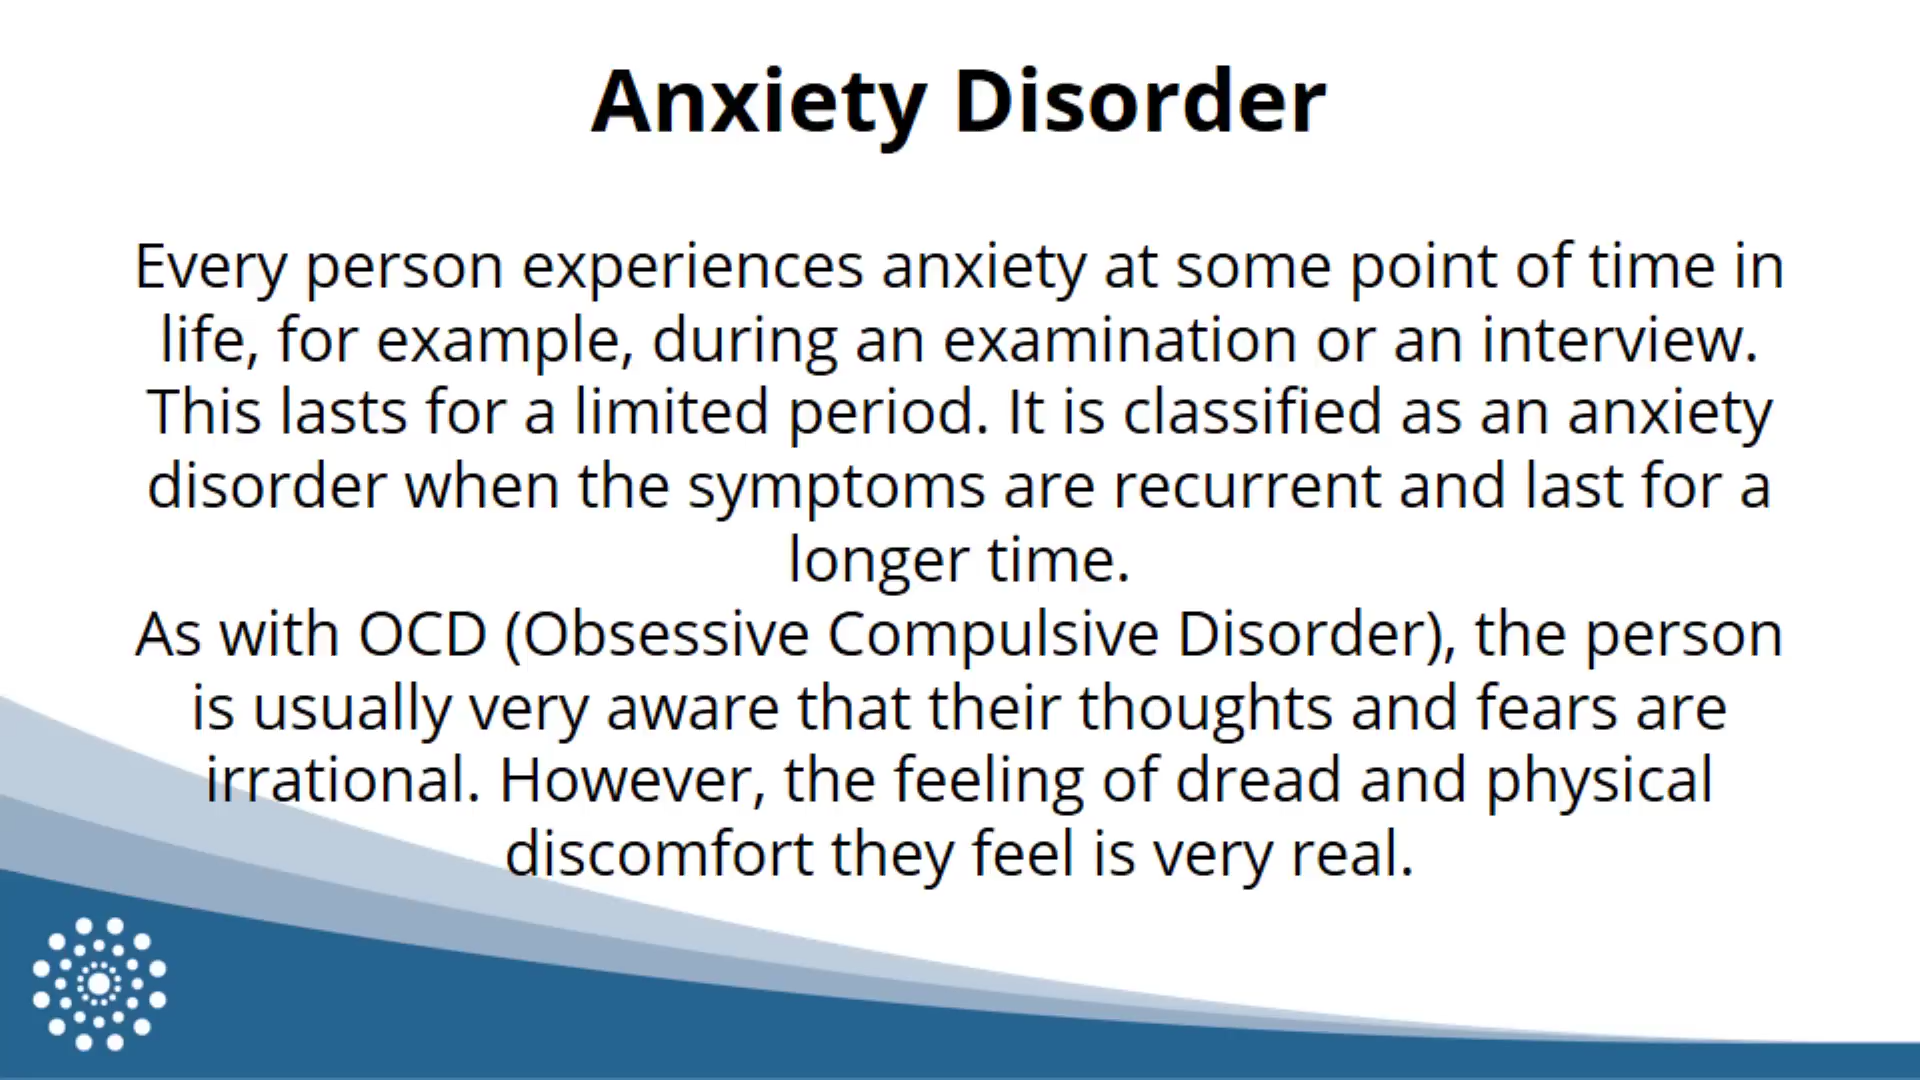 Anxiety Disorder
Every person experiences anxiety at some point of time in
life, for example, during an examination or an interview.
This lasts for a limited period. It is classified as an anxiety
disorder when the symptoms are recurrent and last for a
longer time.
As with OCD (Obsessive Compulsive Disorder), the person
is usually very aware that their thoughts and fears are
irrational. However, the feeling of dread and physical
discomfort they feel is very real.